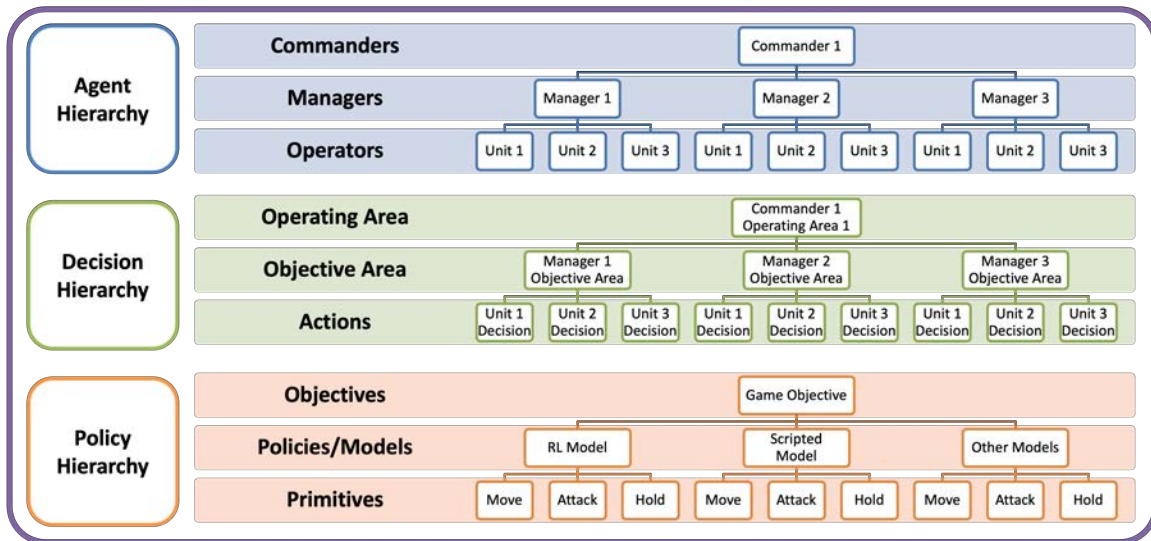 Agent
Hierarchy
Commanders
Commander 1
Managers
Manager 1 Manager 2 Manager 3
Operators
Unit 1 Unit 2 Unit 3 Unit 1 Unit 2 Unit 3 Unit 1 Unit 2 Unit 3
Decision
Hierarchy
Operating Area
Commander 1
Operating Area 1
Objective Area
Manager 1 Manager 2 Manager 3
Objective Area Objective Area Objective Area
Actions
Unit 1 Unit 2 Unit 3 Unit 1 Unit 2 Unit 3 Unit 1 Unit 2 Unit 3
Decision Decision Decision Decision Decision Decision Decision Decision Decision
Policy
Hierarchy
Objectives
Game Objective
Policies/Models
RL Model
Scripted
Model
Other Models
Primitives
Move Attack Hold Move Attack Hold Move Attack Hold